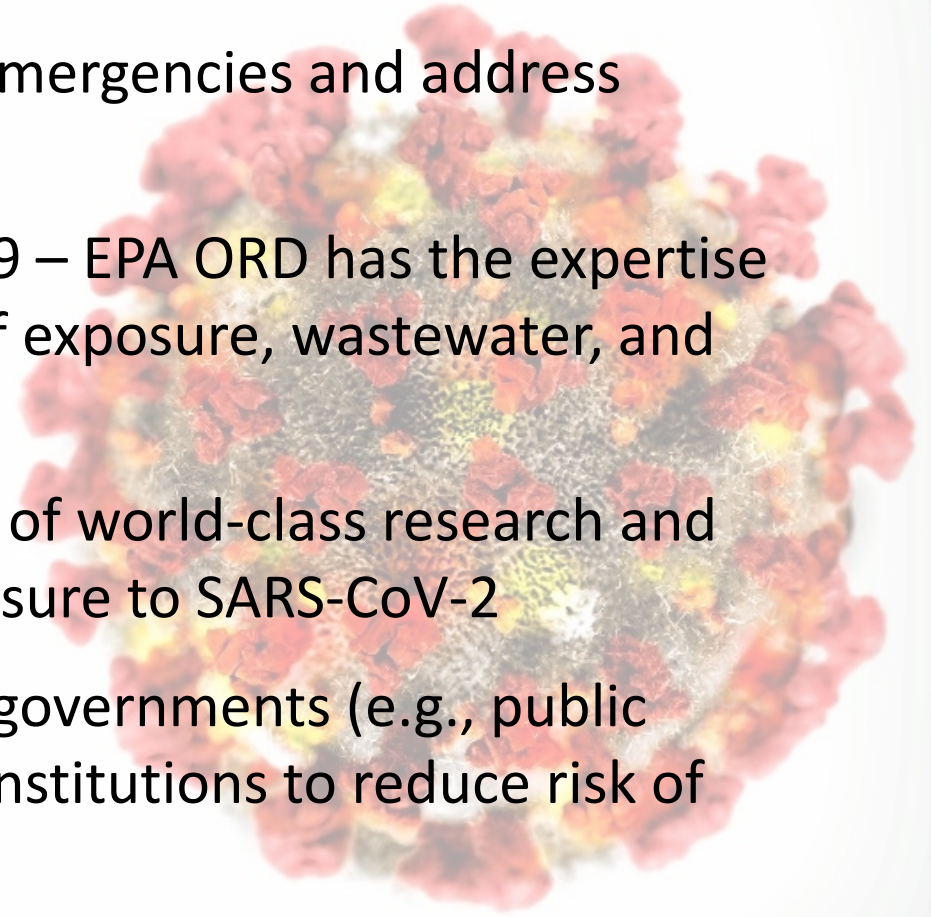 mergencies and address
9 – EPA ORD has the expertise
f exposure, wastewater, and
of world-class research and
sure to SARS-CoV-2
governments (e.g., public
nstitutions to reduce risk of